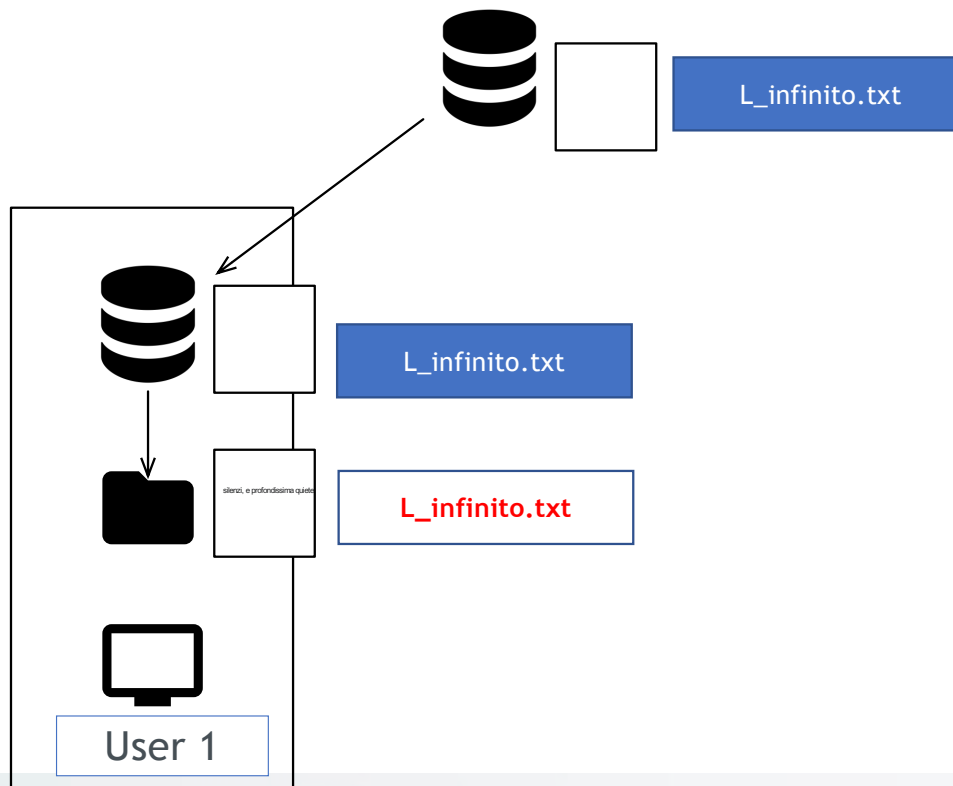 L_infinito.txt
L_infinito.txt
silenzi, e profondissima quiete
L_infinito.txt
User 1